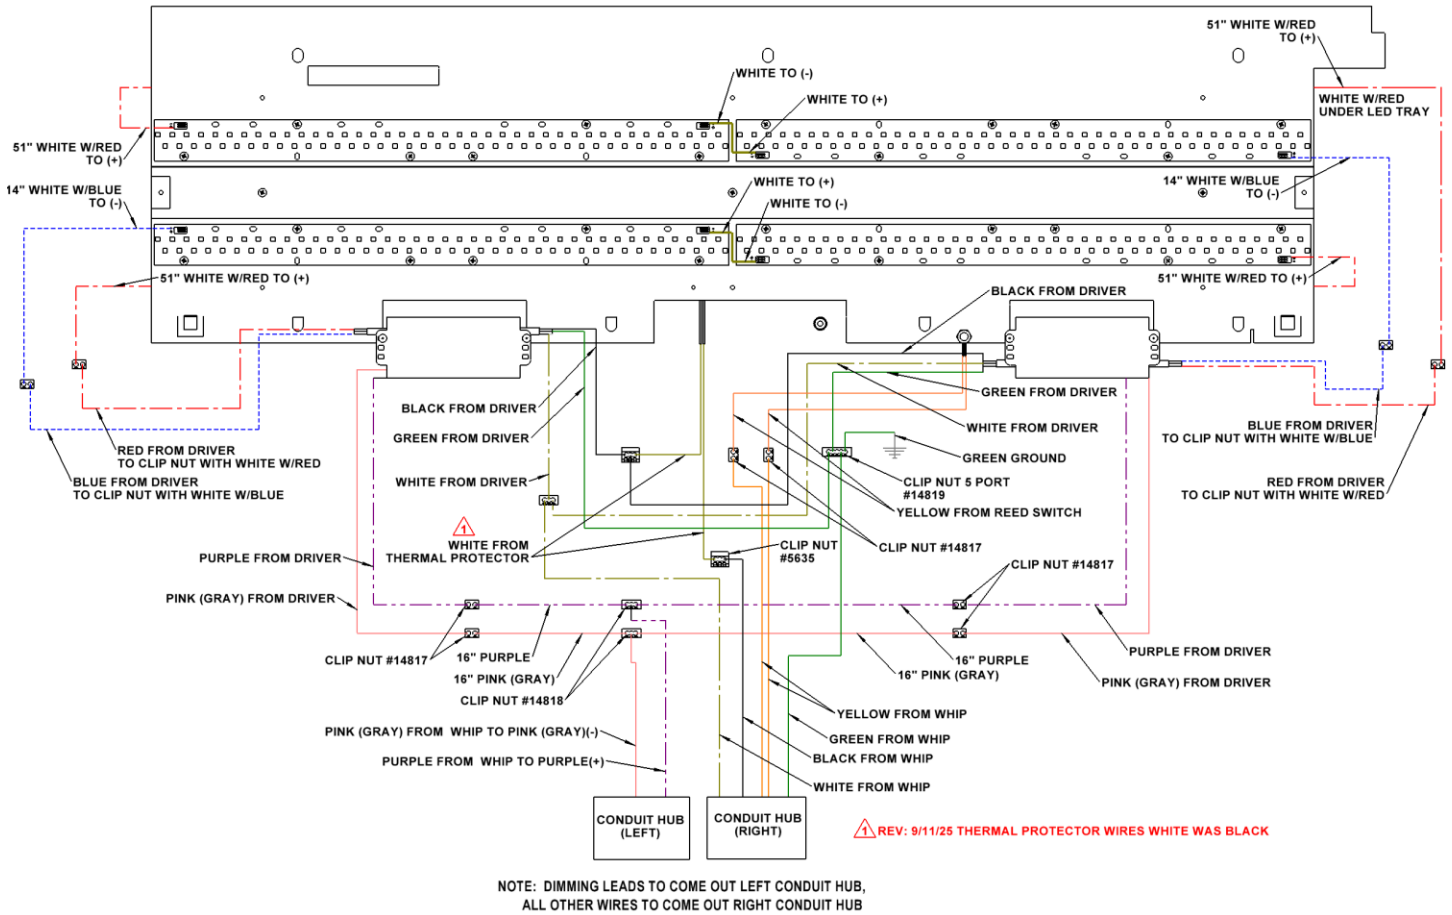 51" WHITE W/RED
TO (+)
WHITE TO (-)
WHITE TO (+)
WHITE W/RED
UNDER LED TRAY
51" WHITE W/RED
TO (+)
14" WHITE W/BLUE
TO (-)
WHITE TO (+)
WHITE TO (-)
14" WHITE W/BLUE
TO (-)
51" WHITE W/RED TO (+)
51" WHITE W/RED TO (+)
BLACK FROM DRIVER
BLACK FROM DRIVER
GREEN FROM DRIVER
GREEN FROM DRIVER
WHITE FROM DRIVER
BLUE FROM DRIVER
TO CLIP NUT WITH WHITE W/BLUE
RED FROM DRIVER
TO CLIP NUT WITH WHITE W/RED
GREEN GROUND
BLUE FROM DRIVER
TO CLIP NUT WITH WHITE W/BLUE
WHITE FROM DRIVER
CLIP NUT 5 PORT
#14819
RED FROM DRIVER
TO CLIP NUT WITH WHITE W/RED
YELLOW FROM REED SWITCH
1
WHITE FROM
THERMAL PROTECTOR
CLIP NUT
#5635
CLIP NUT #14817
PURPLE FROM DRIVER
CLIP NUT #14817
PINK (GRAY) FROM DRIVER
CLIP NUT #14817
16" PURPLE
16" PURPLE
PURPLE FROM DRIVER
16" PINK (GRAY)
16" PINK (GRAY)
PINK (GRAY) FROM DRIVER
CLIP NUT #14818
YELLOW FROM WHIP
PINK (GRAY) FROM WHIP TO PINK (GRAY)(-)
GREEN FROM WHIP
PURPLE FROM WHIP TO PURPLE(+)
BLACK FROM WHIP
WHITE FROM WHIP
CONDUIT HUB
(LEFT)
CONDUIT HUB
(RIGHT)
1 REV: 9/11/25 THERMAL PROTECTOR WIRES WHITE WAS BLACK
NOTE: DIMMING LEADS TO COME OUT LEFT CONDUIT HUB,
ALL OTHER WIRES TO COME OUT RIGHT CONDUIT HUB